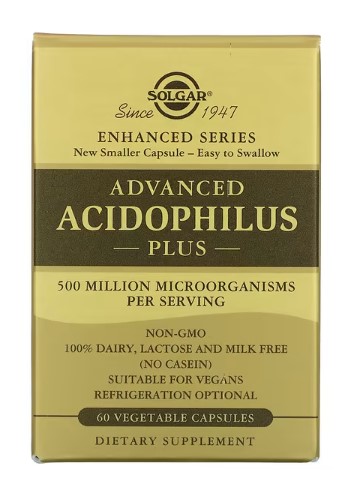 SOLGAR®
Since 1947
ENHANCED SERIES
New Smaller Capsule – Easy to Swallow
ADVANCED
ACIDOPHILUS
— PLUS —
500 MILLION MICROORGANISMS
PER SERVING
NON-GMO
100% DAIRY, LACTOSE AND MILK FREE
(NO CASEIN)
SUITABLE FOR VEGANS
REFRIGERATION OPTIONAL
60 VEGETABLE CAPSULES
DIETARY SUPPLEMENT